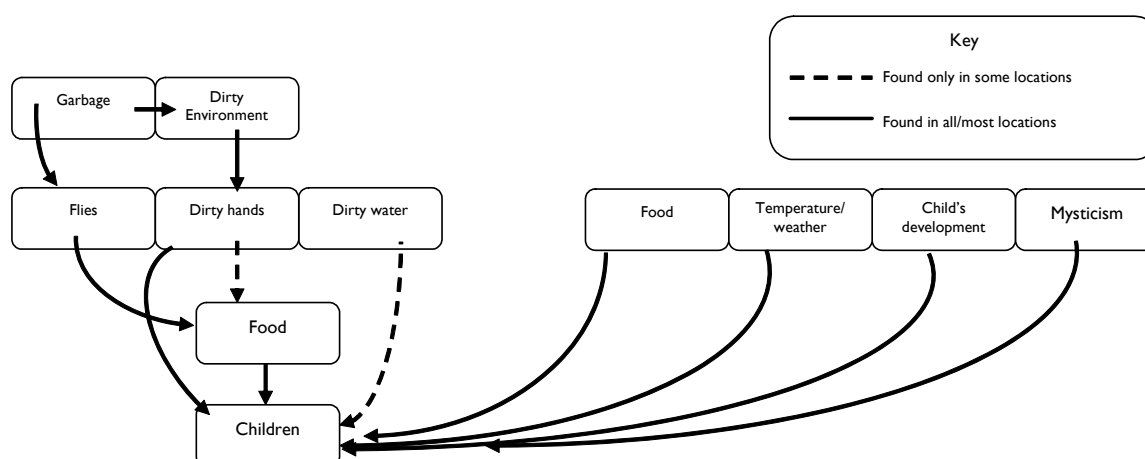 Key
Found only in some locations
Found in all/most locations
Garbage
Dirty
Environment
Flies
Dirty hands
Dirty water
Food
Temperature/
weather
Child's
development
Mysticism
Food
Children